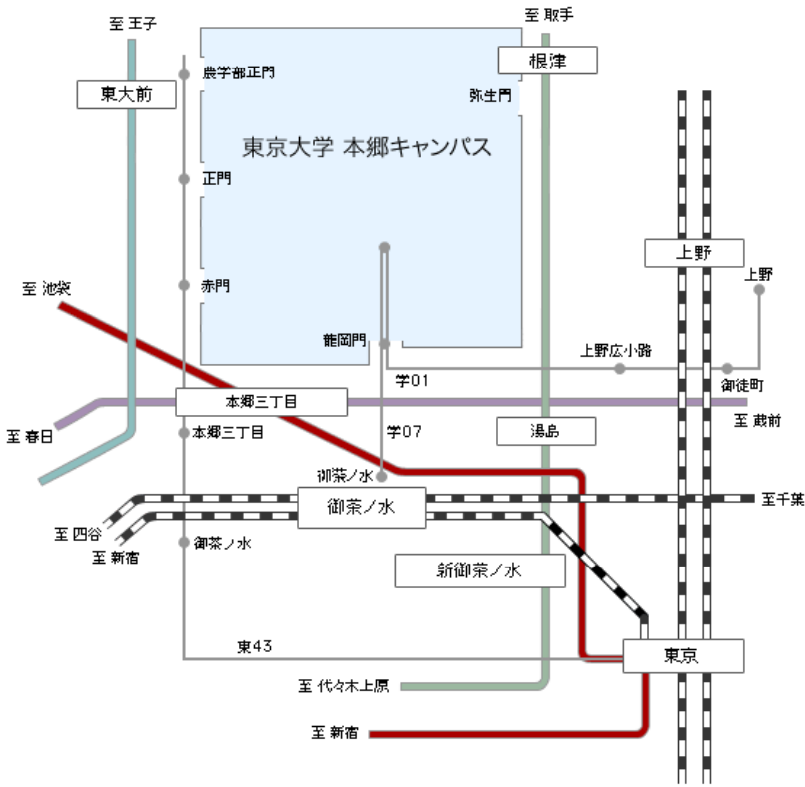 至 王子
至 取手
東大前
農学部正門
根津
弥生門
東京大学 本郷キャンパス
正門
上野
上野
至 池袋
赤門
龍岡門
上野広小路
学01
御徒町
本郷三丁目
至 蔵前
至 春日
本郷三丁目
学07
湯島
御茶ノ水
御茶ノ水
至千葉
至 四谷
至 新宿
御茶ノ水
新御茶ノ水
東43
東京
至 代々木上原
至 新宿